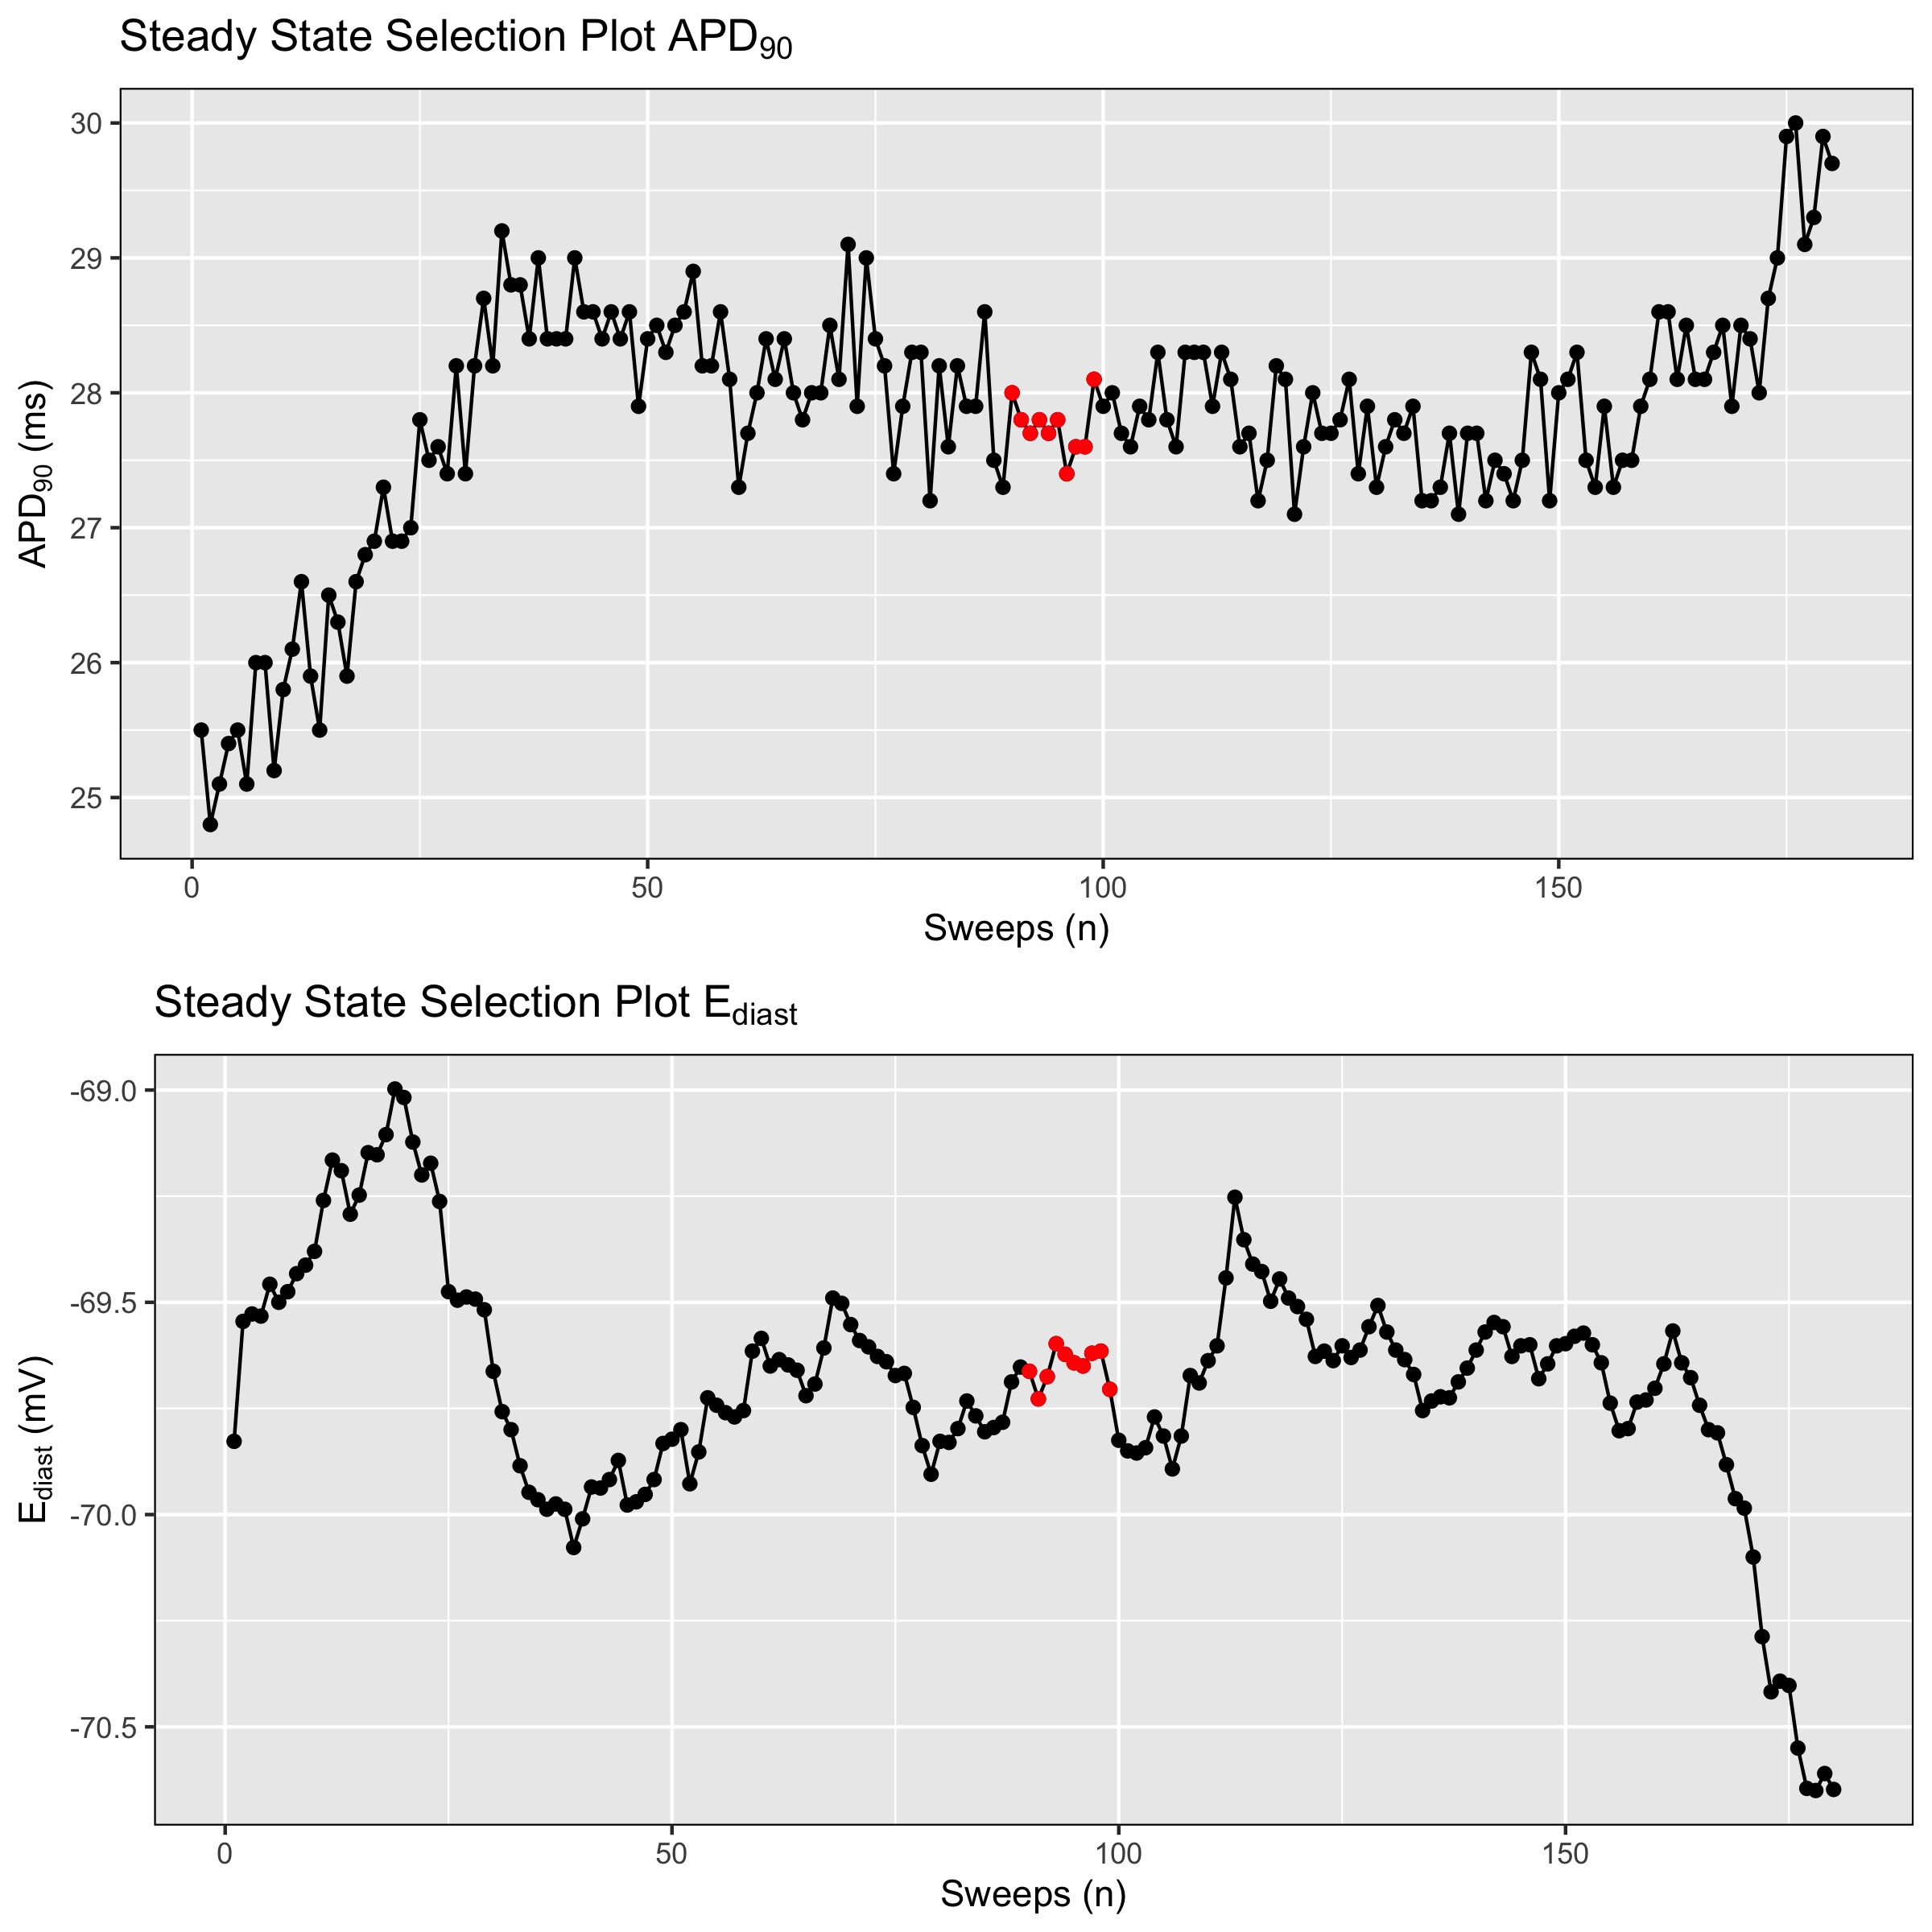 Steady State Selection Plot APD90
30
29
28
27
26
25
APD90 (ms)
0 50 100 150
Sweeps (n)
Steady State Selection Plot Ediast
-69.0
-69.5
-70.0
-70.5
Ediast (mV)
0 50 100 150
Sweeps (n)